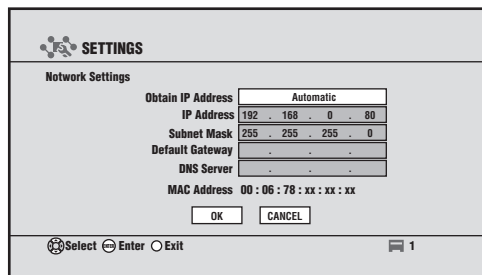 SETTINGS
Network Settings
Obtain IP Address Automatic
IP Address 192 . 168 . 0 . 80
Subnet Mask 255 . 255 . 255 . 0
Default Gateway . . .
DNS Server . . .
MAC Address 00 : 06 : 78 : xx : xx : xx
OK CANCEL
Select Enter Exit 1